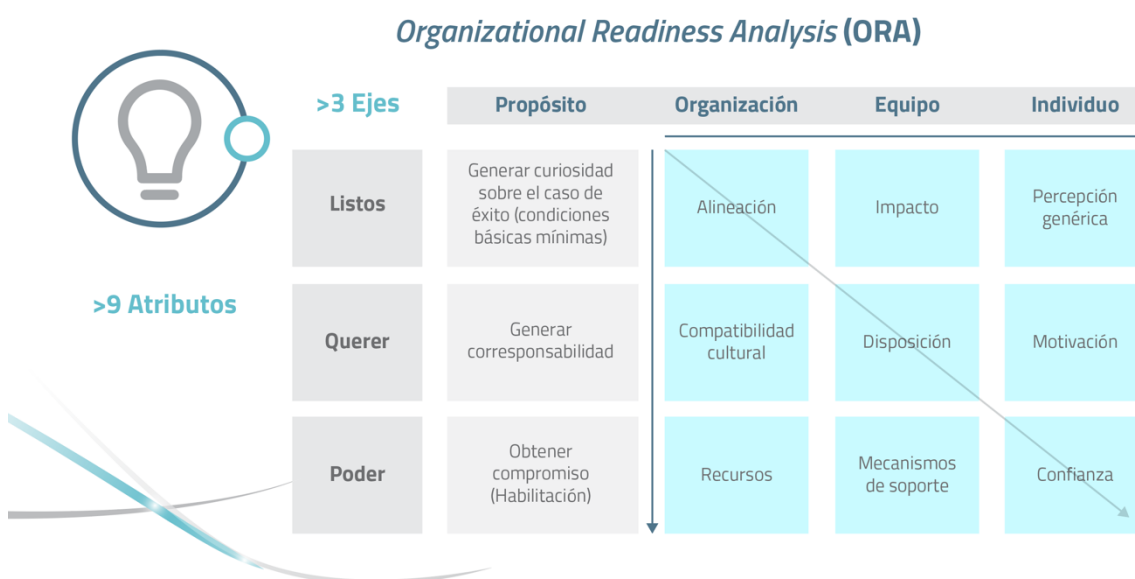 Organizational Readiness Analysis (ORA)
>3 Ejes
Propósito
Organización
Equipo
Individuo
Listos
Generar curiosidad
sobre el caso de
éxito (condiciones
básicas mínimas)
Alineación
Impacto
Percepción
genérica
>9 Atributos
Querer
Generar
corresponsabilidad
Compatibilidad
cultural
Disposición
Motivación
Poder
Obtener
compromiso
(Habilitación)
Recursos
Mecanismos
de soporte
Confianza